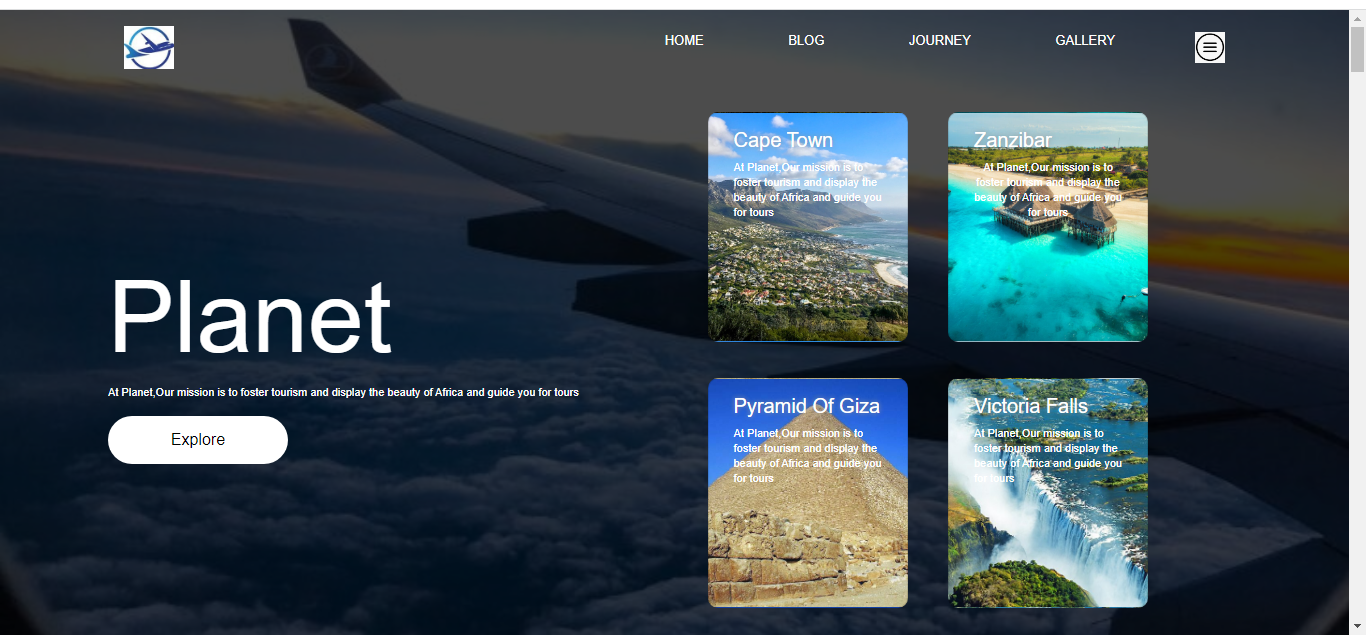 HOME BLOG JOURNEY GALLERY
Planet
At Planet,Our mission is to foster tourism and display the beauty of Africa and guide you for tours
Explore
Cape Town
At Planet,Our mission is to
foster tourism and display the
beauty of Africa and guide you
for tours
Zanzibar
At Planet,Our mission is to
foster tourism and display the
beauty of Africa and guide you
for tours
Pyramid Of Giza
At Planet,Our mission is to
foster tourism and display the
beauty of Africa and guide you
for tours
Victoria Falls
At Planet,Our mission is to
foster tourism and display the
beauty of Africa and guide you
for tours